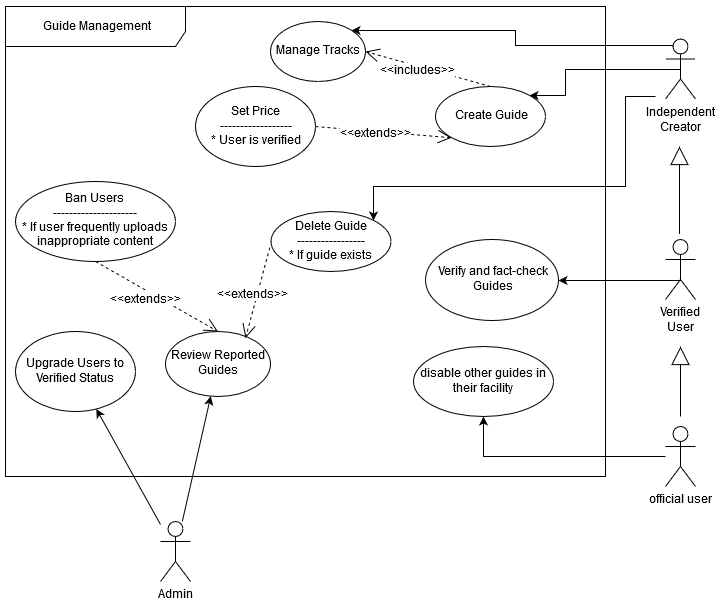 Guide Management
Manage Tracks
<<includes>>
Set Price
-------------------
* User is verified
<<extends>>
Create Guide
Independent
Creator
Ban Users
----------------------
* If user frequently uploads
inappropriate content
Delete Guide
------------------
* If guide exists
Verify and fact-check
Guides
<<extends>>
<<extends>>
Verified
User
Upgrade Users to
Verified Status
Review Reported
Guides
disable other guides in
their facility
official user
Admin